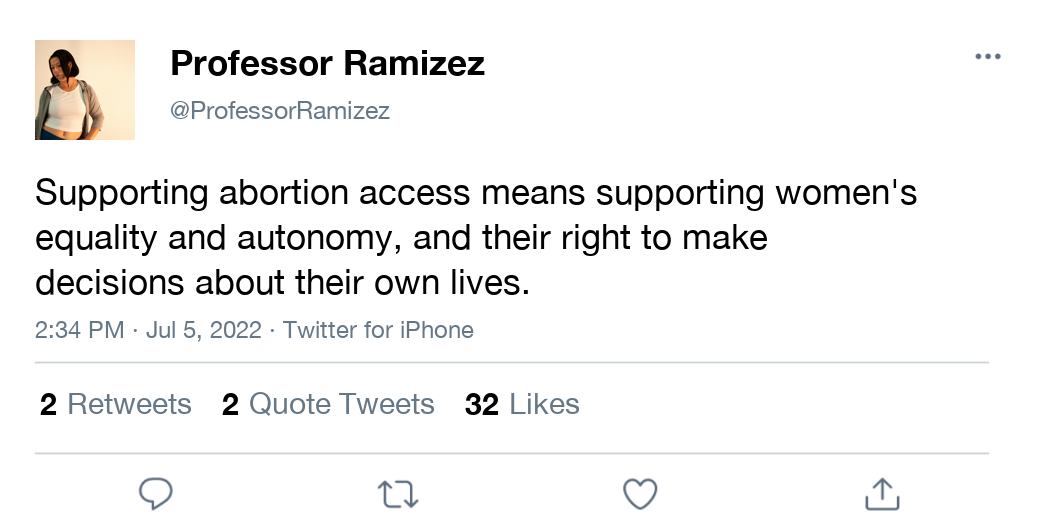 Professor Ramizez
@ProfessorRamizez
Supporting abortion access means supporting women's
equality and autonomy, and their right to make
decisions about their own lives.
2:34 PM · Jul 5, 2022 · Twitter for iPhone
2 Retweets 2 Quote Tweets 32 Likes